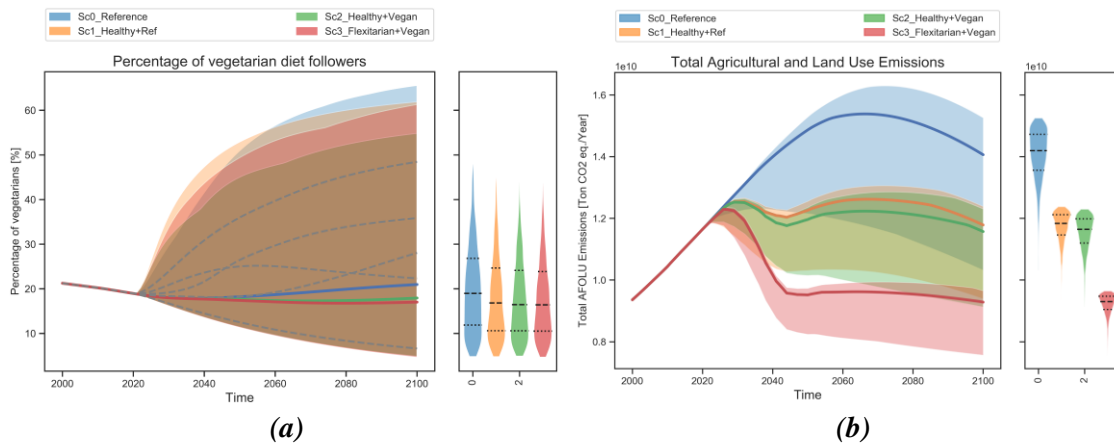 Sc0_Reference
Sc2_Healthy+Vegan
Sc1_Healthy+Ref
Sc3_Flexitarian+Vegan
Percentage of vegetarian diet followers
Percentage of vegetarians [%]
60
50
40
30
20
10
2000
2020
2040
2060
2080
2100
Time
0
2
(a)
Sc0_Reference
Sc2_Healthy+Vegan
Sc1_Healthy+Ref
Sc3_Flexitarian+Vegan
1e10
Total Agricultural and Land Use Emissions
1e10
Total AFOLU Emissions [Ton CO2 eq./Year]
1.6
1.4
1.2
1.0
0.8
2000
2020
2040
2060
2080
2100
Time
0
2
(b)